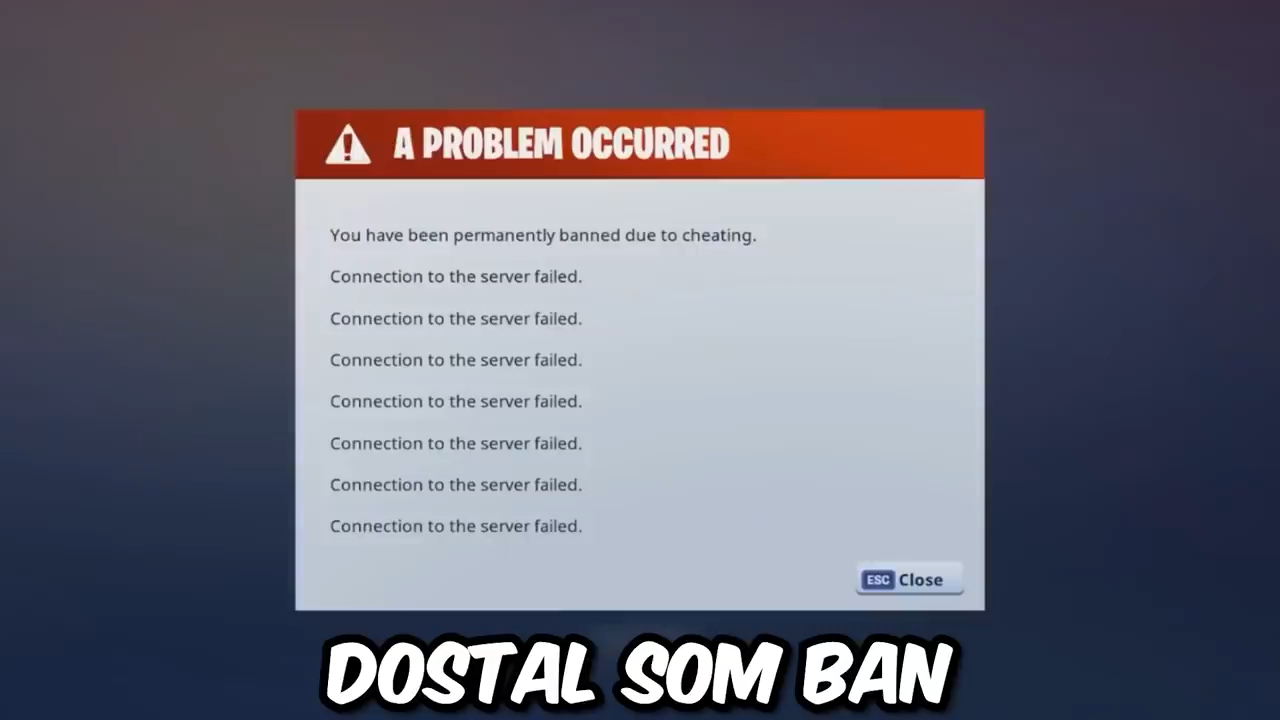 A PROBLEM OCCURRED
You have been permanently banned due to cheating.
Connection to the server failed.
Connection to the server failed.
Connection to the server failed.
Connection to the server failed.
Connection to the server failed.
Connection to the server failed.
Connection to the server failed.
ESC Close
DOSTAL SOM BAN